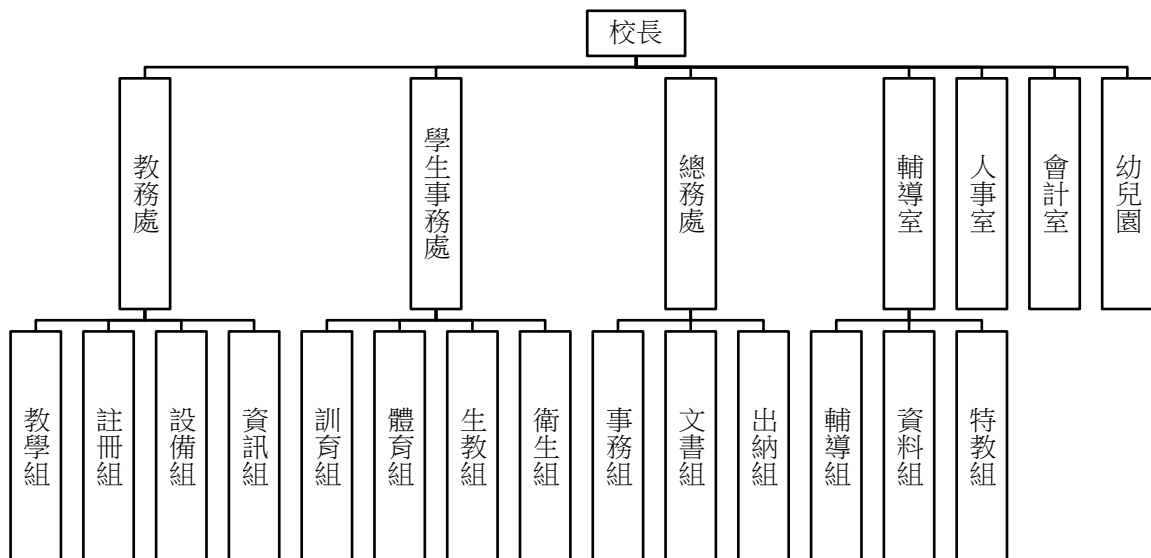 校長
教務處
學生事務處
總務處
輔導室
人事室
會計室
幼兒園
教學組
註冊組
設備組
資訊組
訓育組
體育組
生教組
衛生組
事務組
文書組
出納組
輔導組
資料組
特教組